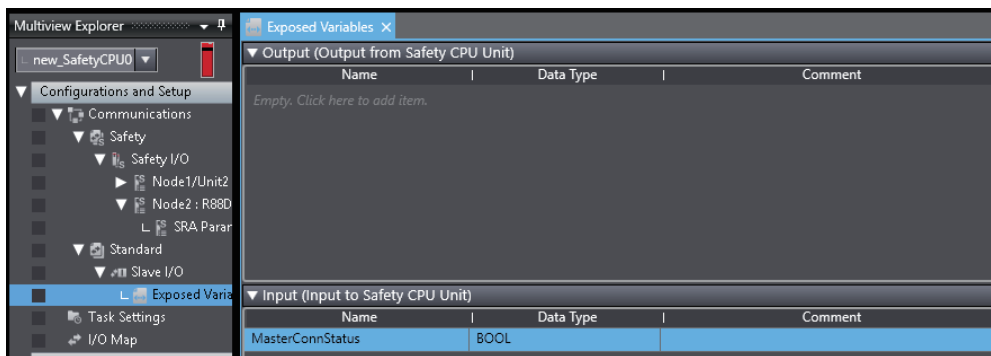 Multiview Explorer
new_SafetyCPU0
Configurations and Setup
Communications
Safety
Safety I/O
Node1/Unit2
Node2 : R88D
SRA Parar
Standard
Slave I/O
Exposed Varia
Task Settings
I/O Map
Exposed Variables
Output (Output from Safety CPU Unit)
Name Data Type Comment
Empty. Click here to add item.
Input (Input to Safety CPU Unit)
Name Data Type Comment
MasterConnStatus BOOL